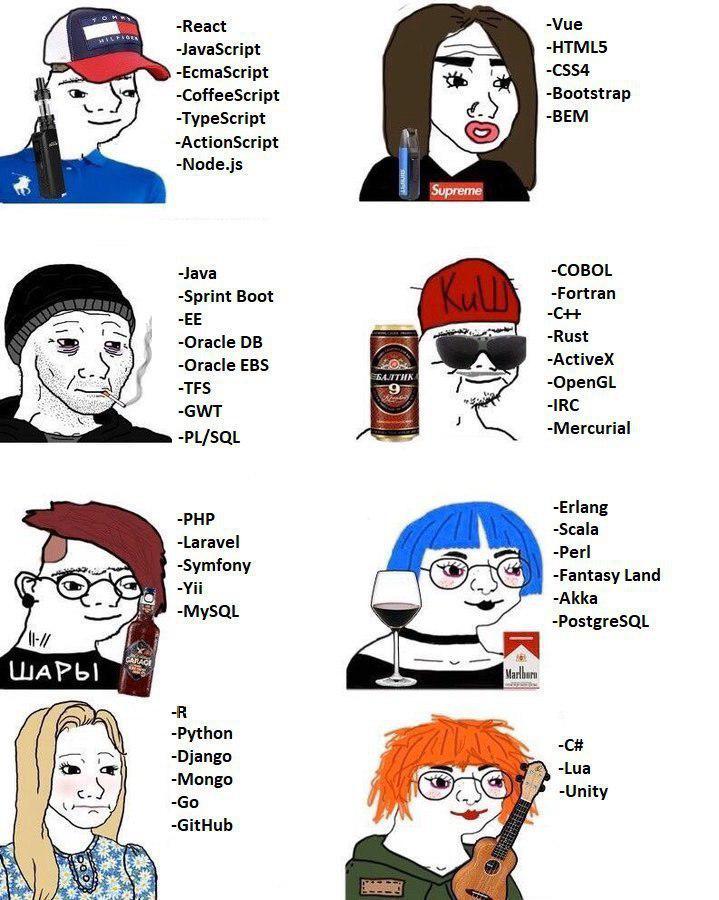 TOMMY
HILFIGER
-React
-JavaScript
-EcmaScript
-CoffeeScript
-TypeScript
-ActionScript
-Node.js
Supreme
-Vue
-HTML5
-CSS4
-Bootstrap
-BEM
-Java
-Sprint Boot
-EE
-Oracle DB
-Oracle EBS
-TFS
-GWT
-PL/SQL
КиШ
БАЛТИКА
9
-COBOL
-Fortran
-C++
-Rust
-ActiveX
-OpenGL
-IRC
-Mercurial
ШАРЫ
GARAGE
-PHP
-Laravel
-Symfony
-Yii
-MySQL
Marlboro
-Erlang
-Scala
-Perl
-Fantasy Land
-Akka
-PostgreSQL
-R
-Python
-Django
-Mongo
-Go
-GitHub
-C#
-Lua
-Unity